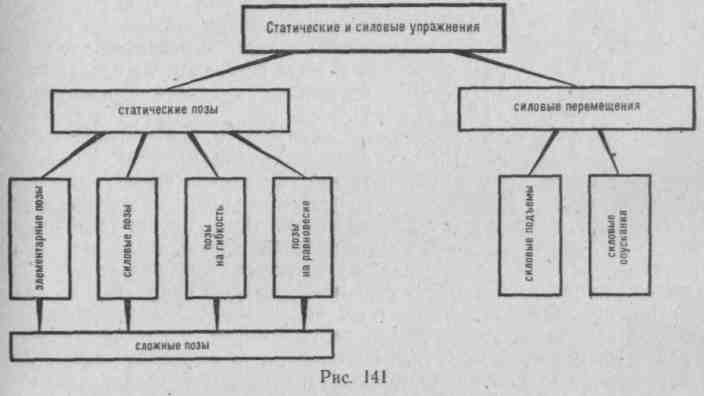 Статические и силовые упражнения
статические позы
силовые перемещения
элементарные позы
силовые позы
позы
на гибкость
позы
на равновесие
силовые подъемы
силовые
опускания
сложные позы
Рис. 141